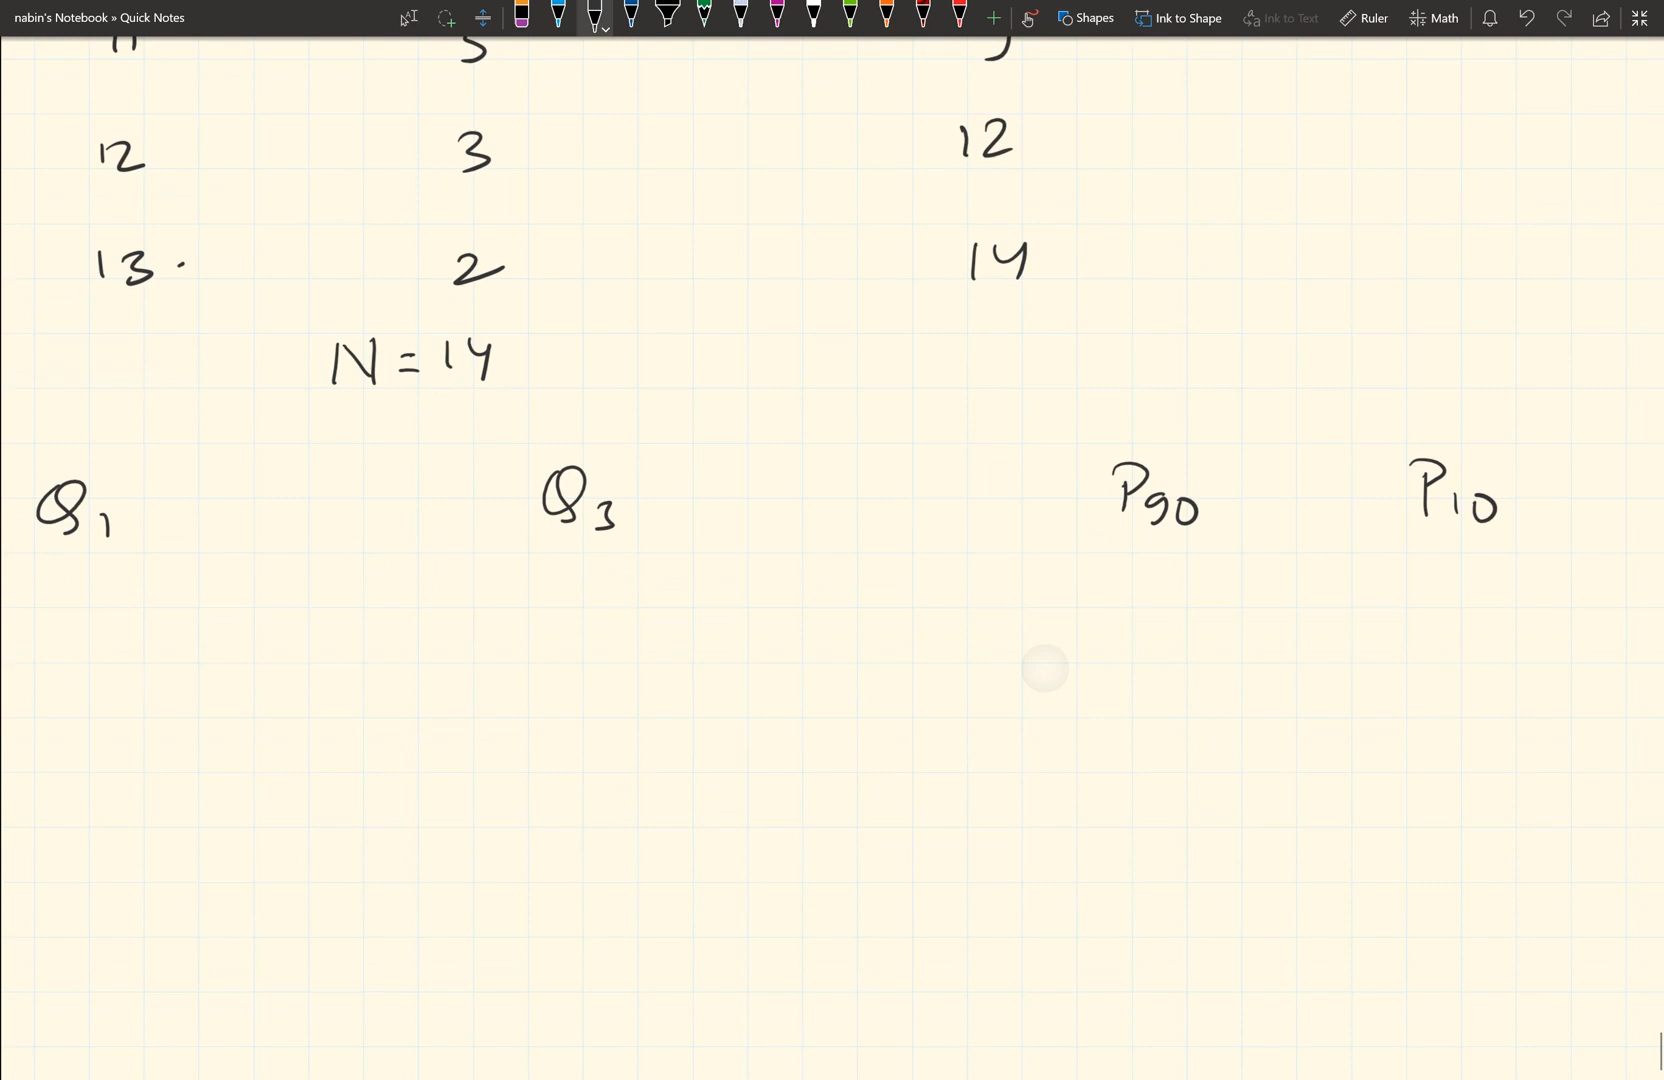 nabin's Notebook » Quick Notes Shapes Ink to Shape Ink to Text Ruler Math
12 3 12
13. 2 14
N = 14
Q1 Q3 P90 P10